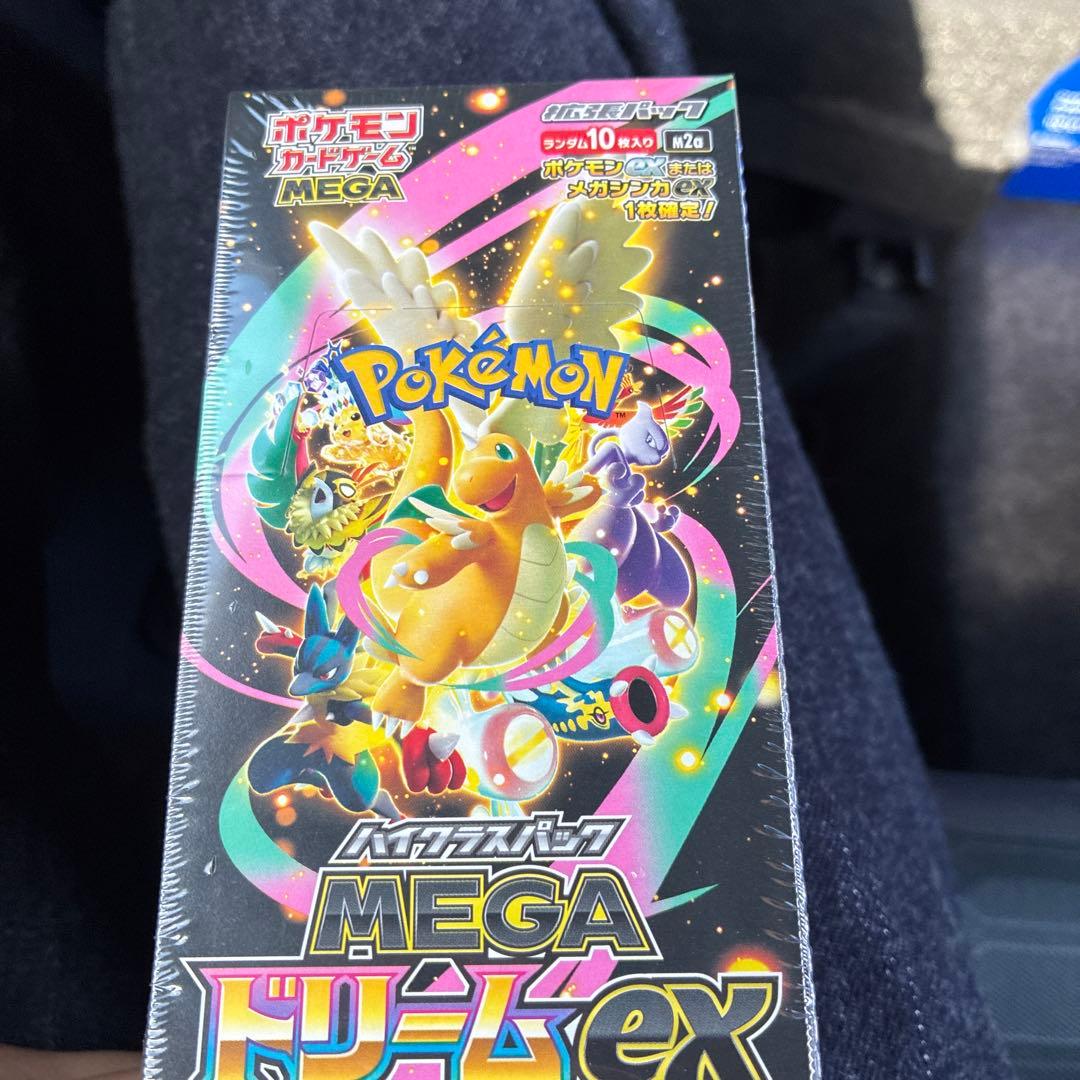 ポケモン
カードゲーム
MEGA
拡張パック
ランダム10枚入り M2a
ポケモンexまたは
メガシンカex
1枚確定!
POKéMON
TM
ハイクラスパック
MEGA
ドリームex